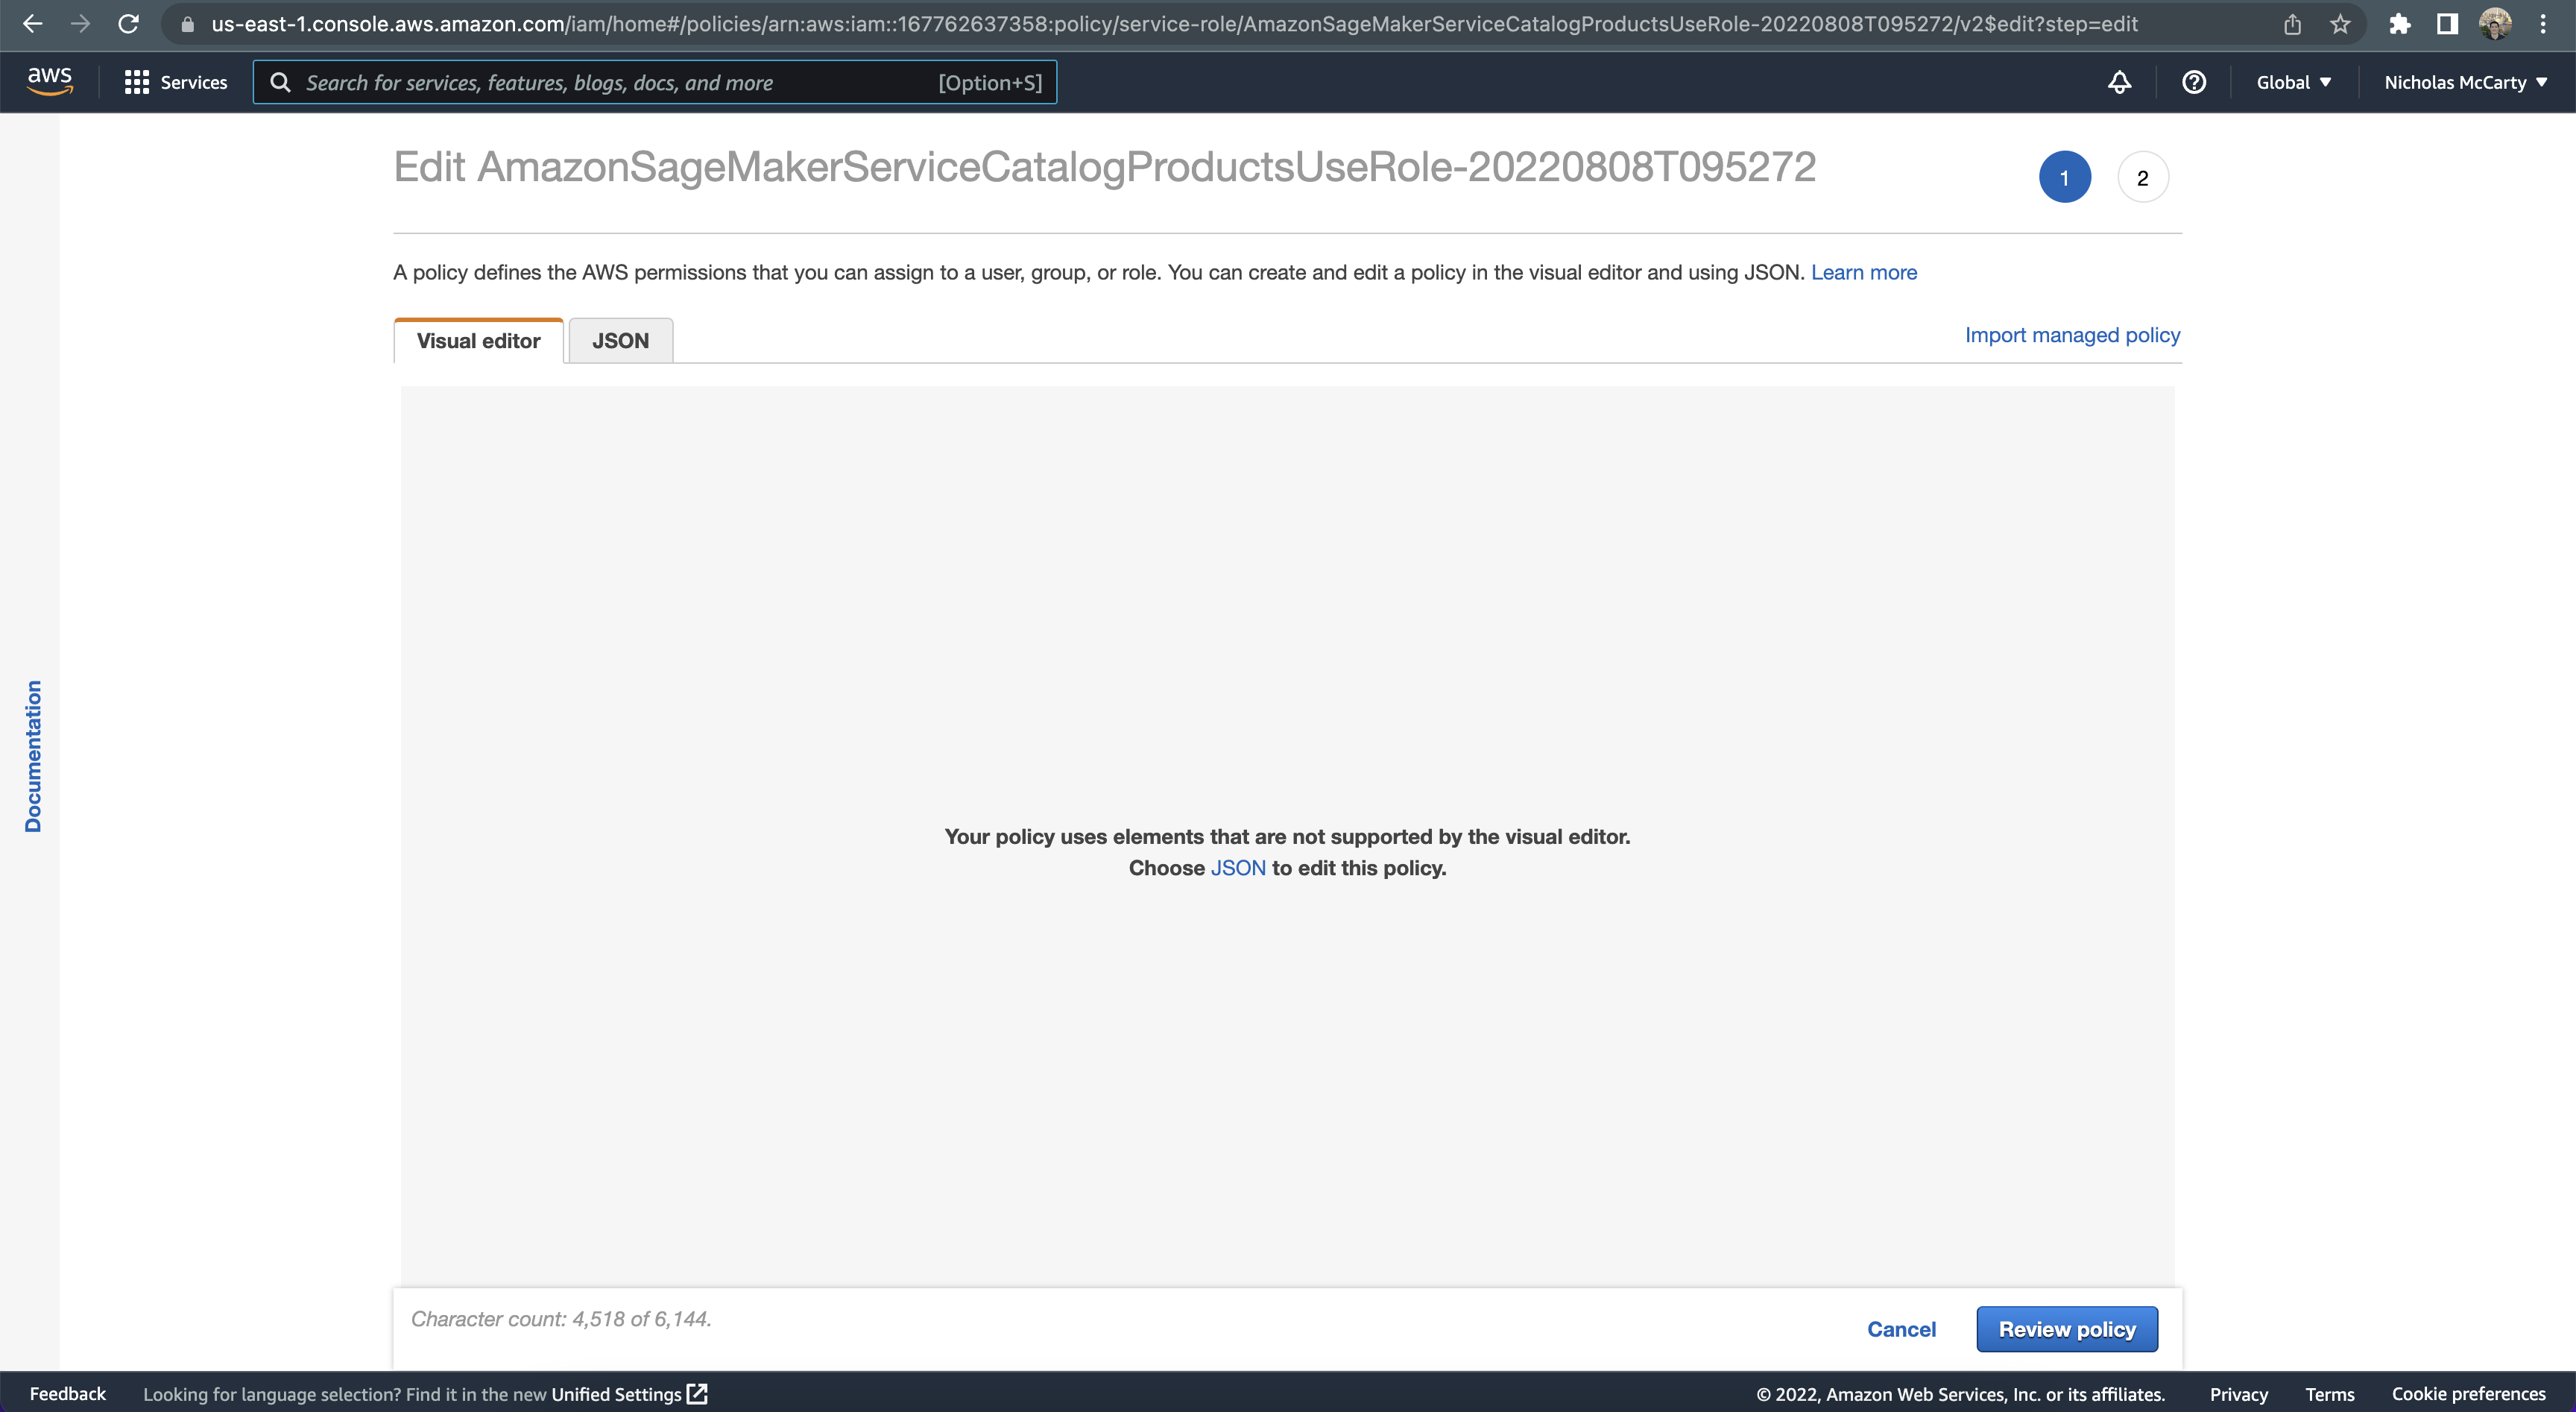 us-east-1.console.aws.amazon.com/iam/home#/policies/arn:aws:iam::167762637358:policy/service-role/AmazonSageMakerServiceCatalogProductsUseRole-20220808T095272/v2$edit?step=edit
aws Services Search for services, features, blogs, docs, and more [Option+S] Global Nicholas McCarty
Edit AmazonSageMakerServiceCatalogProductsUseRole-20220808T095272 1 2
A policy defines the AWS permissions that you can assign to a user, group, or role. You can create and edit a policy in the visual editor and using JSON. Learn more
Visual editor JSON Import managed policy
Documentation
Your policy uses elements that are not supported by the visual editor.
Choose JSON to edit this policy.
Character count: 4,518 of 6,144.
Cancel Review policy
Feedback Looking for language selection? Find it in the new Unified Settings © 2022, Amazon Web Services, Inc. or its affiliates. Privacy Terms Cookie preferences